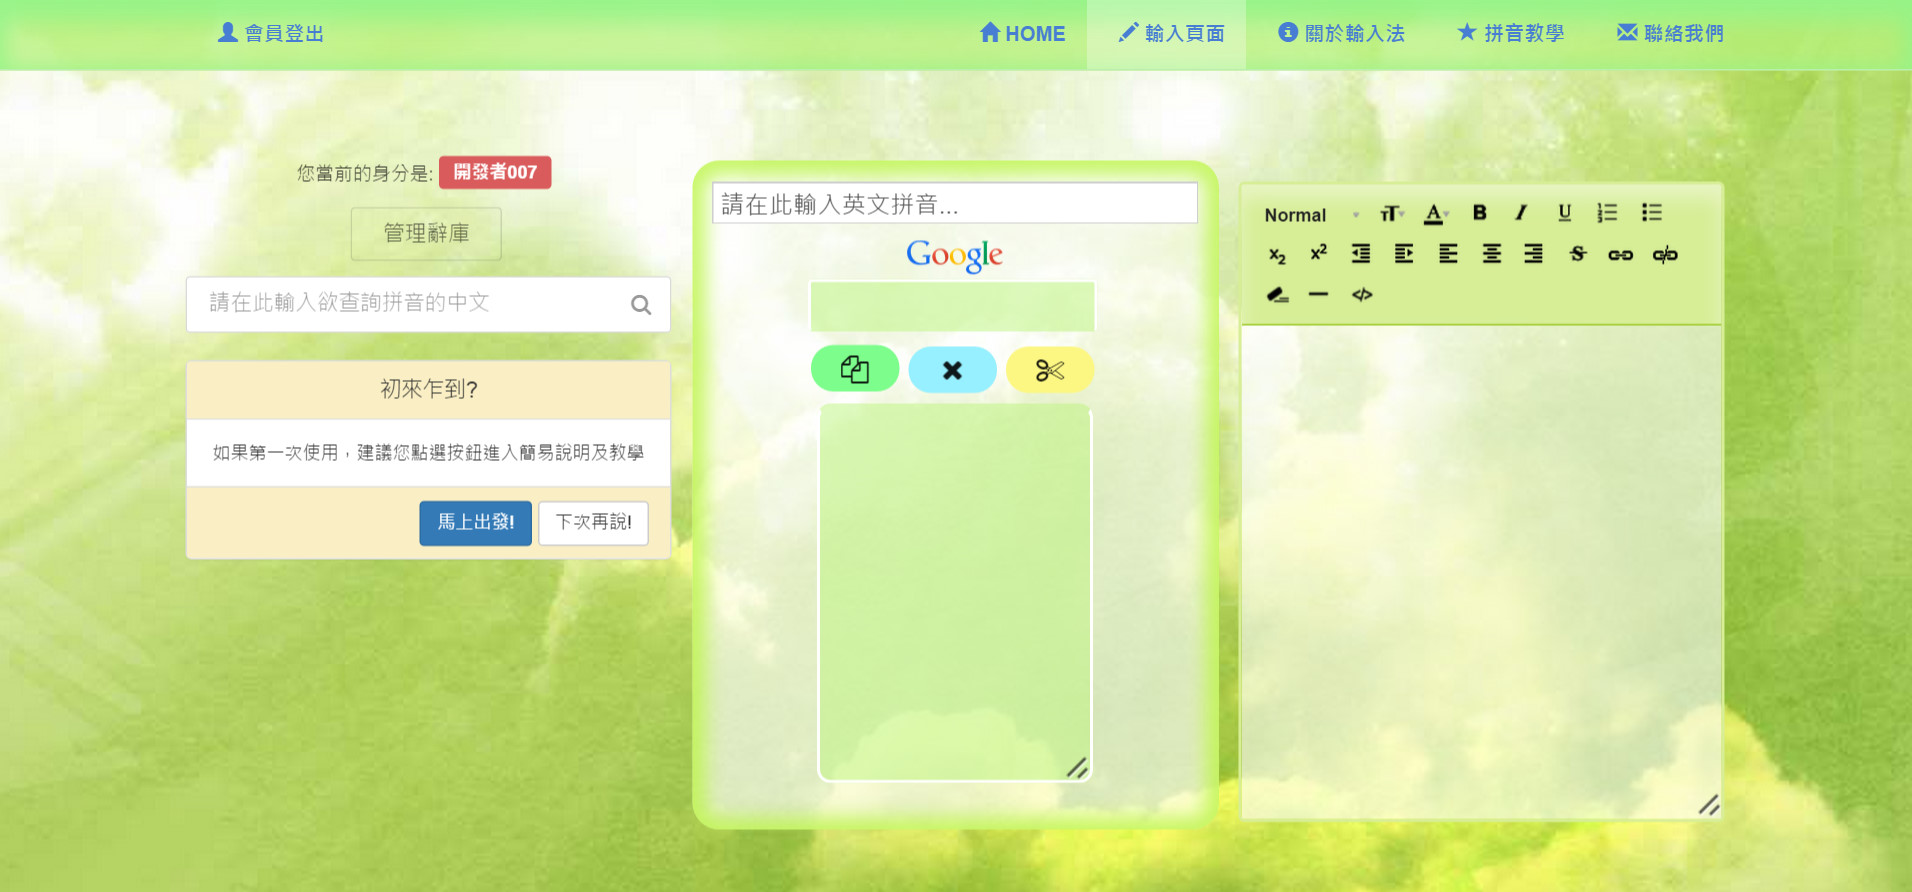 會員登出
HOME
輸入頁面
關於輸入法
拼音教學
聯絡我們
您當前的身分是: 開發者007
管理辭庫
請在此輸入欲查詢拼音的中文
初來乍到?
如果第一次使用，建議您點選按鈕進入簡易說明及教學
馬上出發!
下次再說!
請在此輸入英文拼音...
Google
Normal